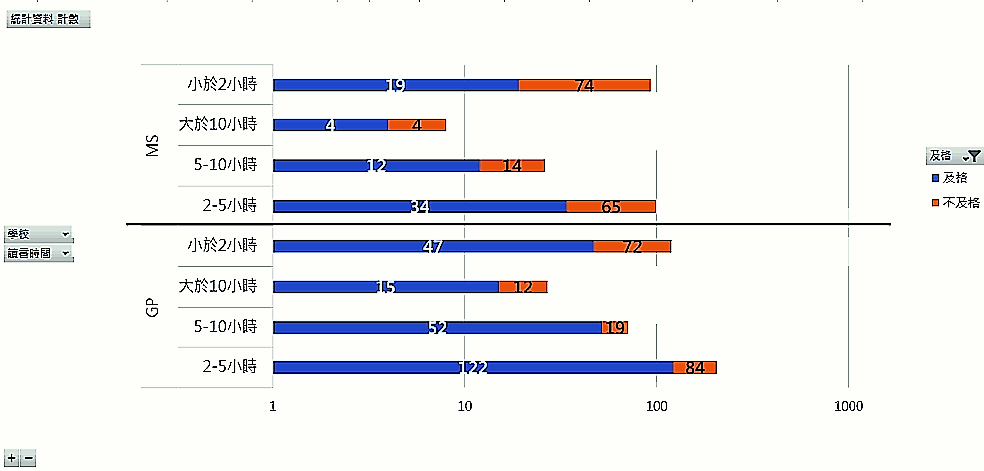 統計資料 計數
MS
小於2小時 19 74
大於10小時 4 4
5-10小時 12 14
2-5小時 34 65
GP
小於2小時 47 72
大於10小時 15 12
5-10小時 52 19
2-5小時 122 84
1 10 100 1000
學校
讀書時間
及格
及格
不及格
+ −